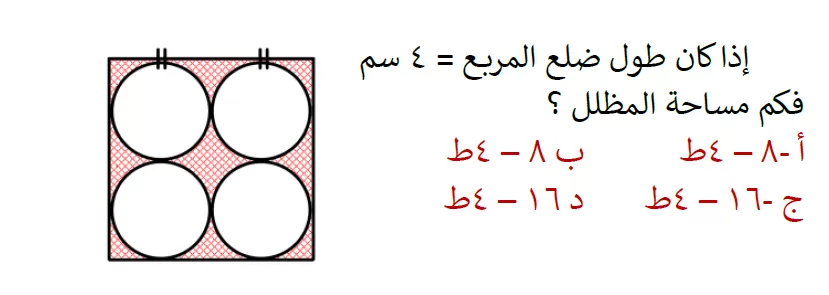 إذا كان طول ضلع المربع = ٤ سم
فكم مساحة المظلل ؟
أ -٨ – ٤ط ب ٨ – ٤ط
ج -١٦ – ٤ط د ١٦ – ٤ط